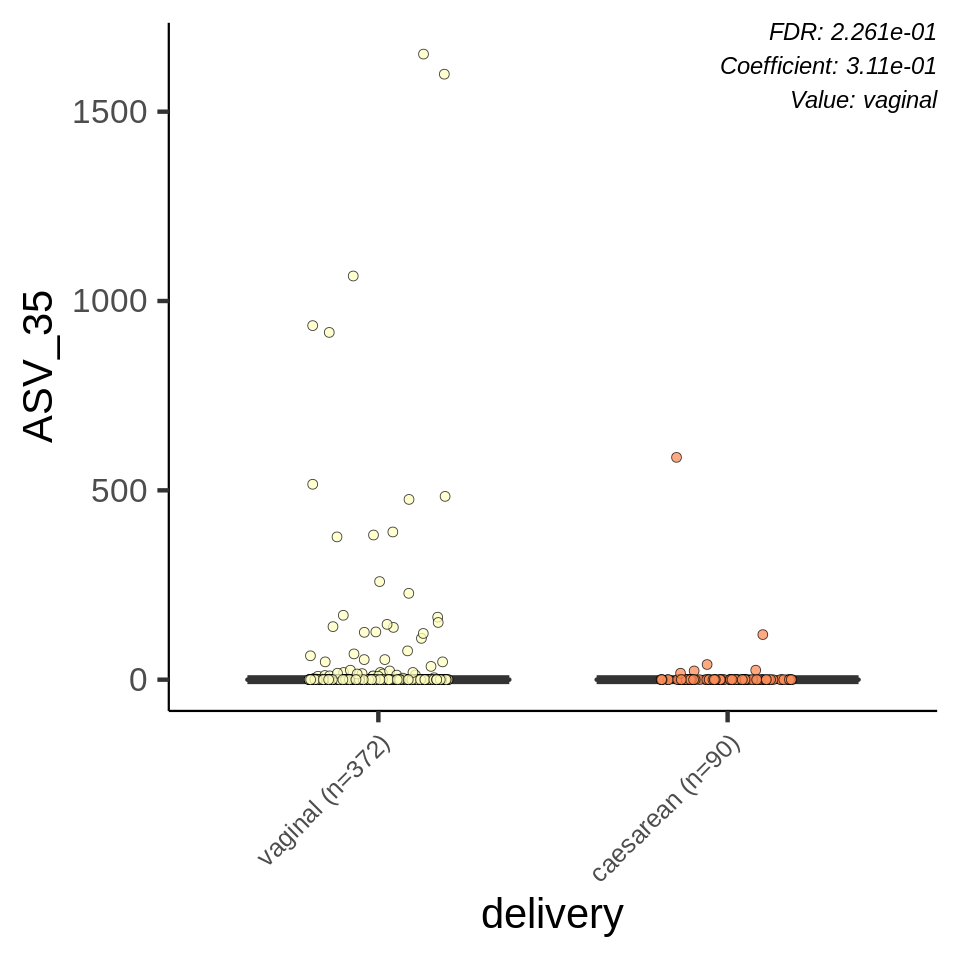 FDR: 2.261e-01
Coefficient: 3.11e-01
Value: vaginal
ASV_35
1500
1000
500
0
vaginal (n=372)
caesarean (n=90)
delivery